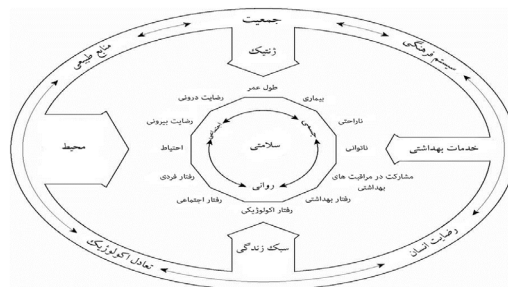 جمعیت
سیستم فرهنگی
منابع طبیعی
ژنتیک
طول عمر
بیماری
رضایت درونی
ناراحتی
رضایت بیرونی
جسمی
اجتماعی
ناتوانی
احتیاط
سلامتی
خدمات بهداشتی
محیط
مشارکت در مراقبت های
بهداشتی
رفتار فردی
روانی
رفتار بهداشتی
رفتار اجتماعی
رفتار اکولوژیکی
سبک زندگی
رضایت انسان
تعادل اکولوژیک